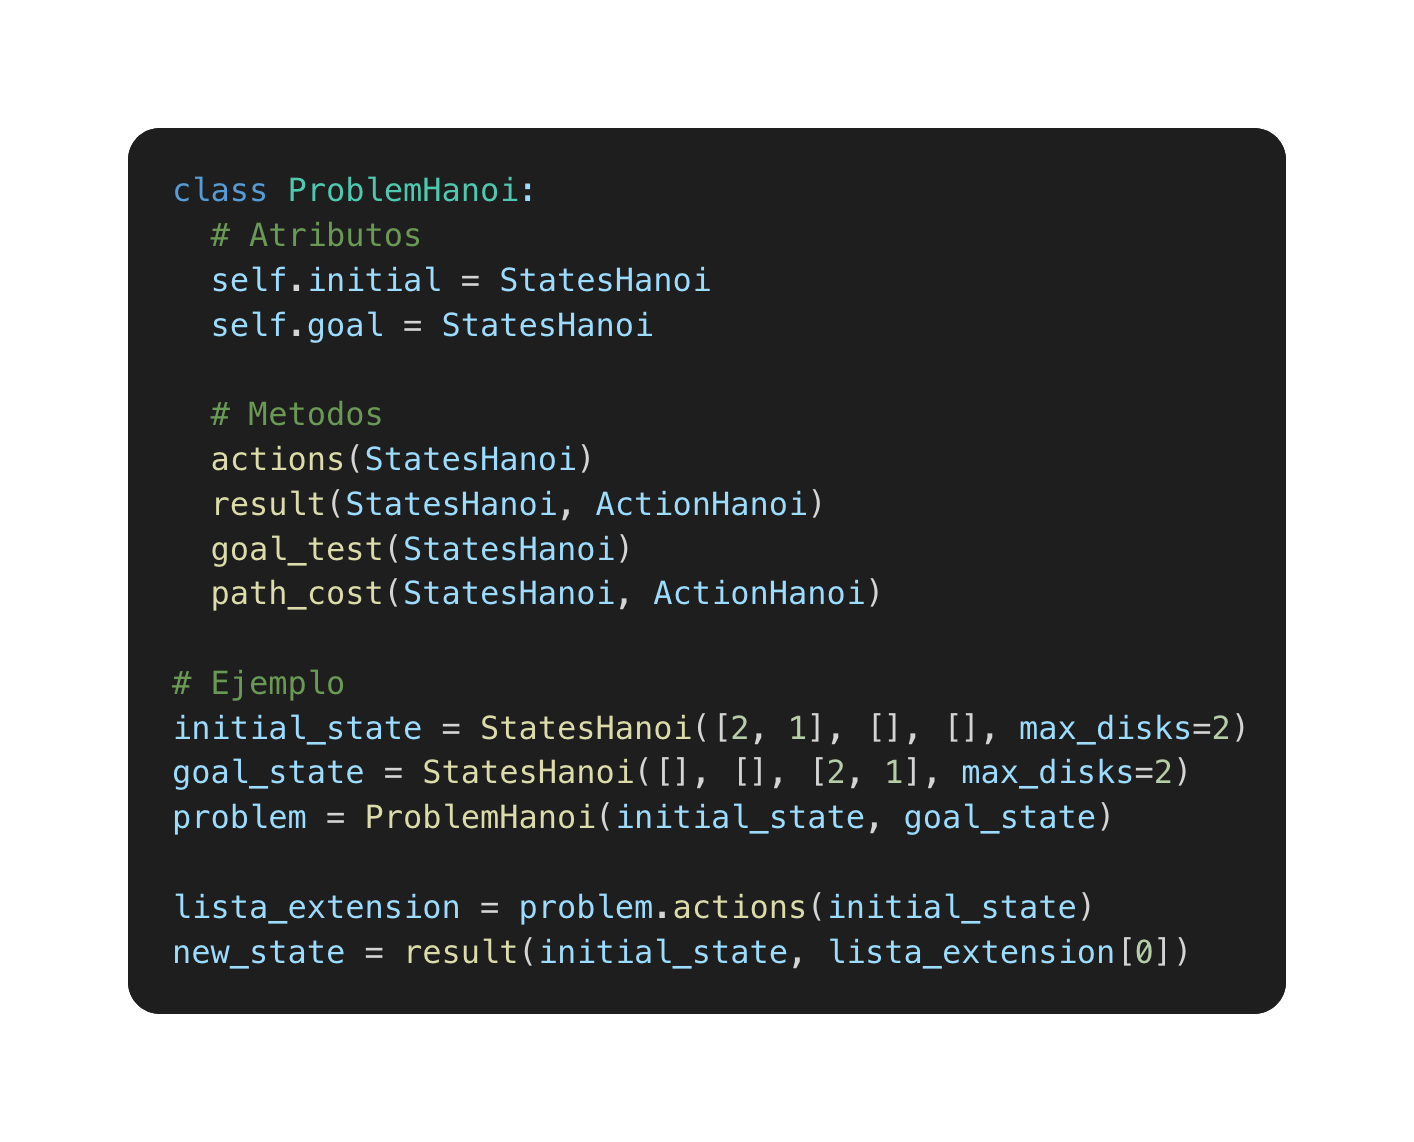 class ProblemHanoi:
  # Atributos
  self.initial = StatesHanoi
  self.goal = StatesHanoi

  # Metodos
  actions(StatesHanoi)
  result(StatesHanoi, ActionHanoi)
  goal_test(StatesHanoi)
  path_cost(StatesHanoi, ActionHanoi)

# Ejemplo
initial_state = StatesHanoi([2, 1], [], [], max_disks=2)
goal_state = StatesHanoi([], [], [2, 1], max_disks=2)
problem = ProblemHanoi(initial_state, goal_state)

lista_extension = problem.actions(initial_state)
new_state = result(initial_state, lista_extension[0])